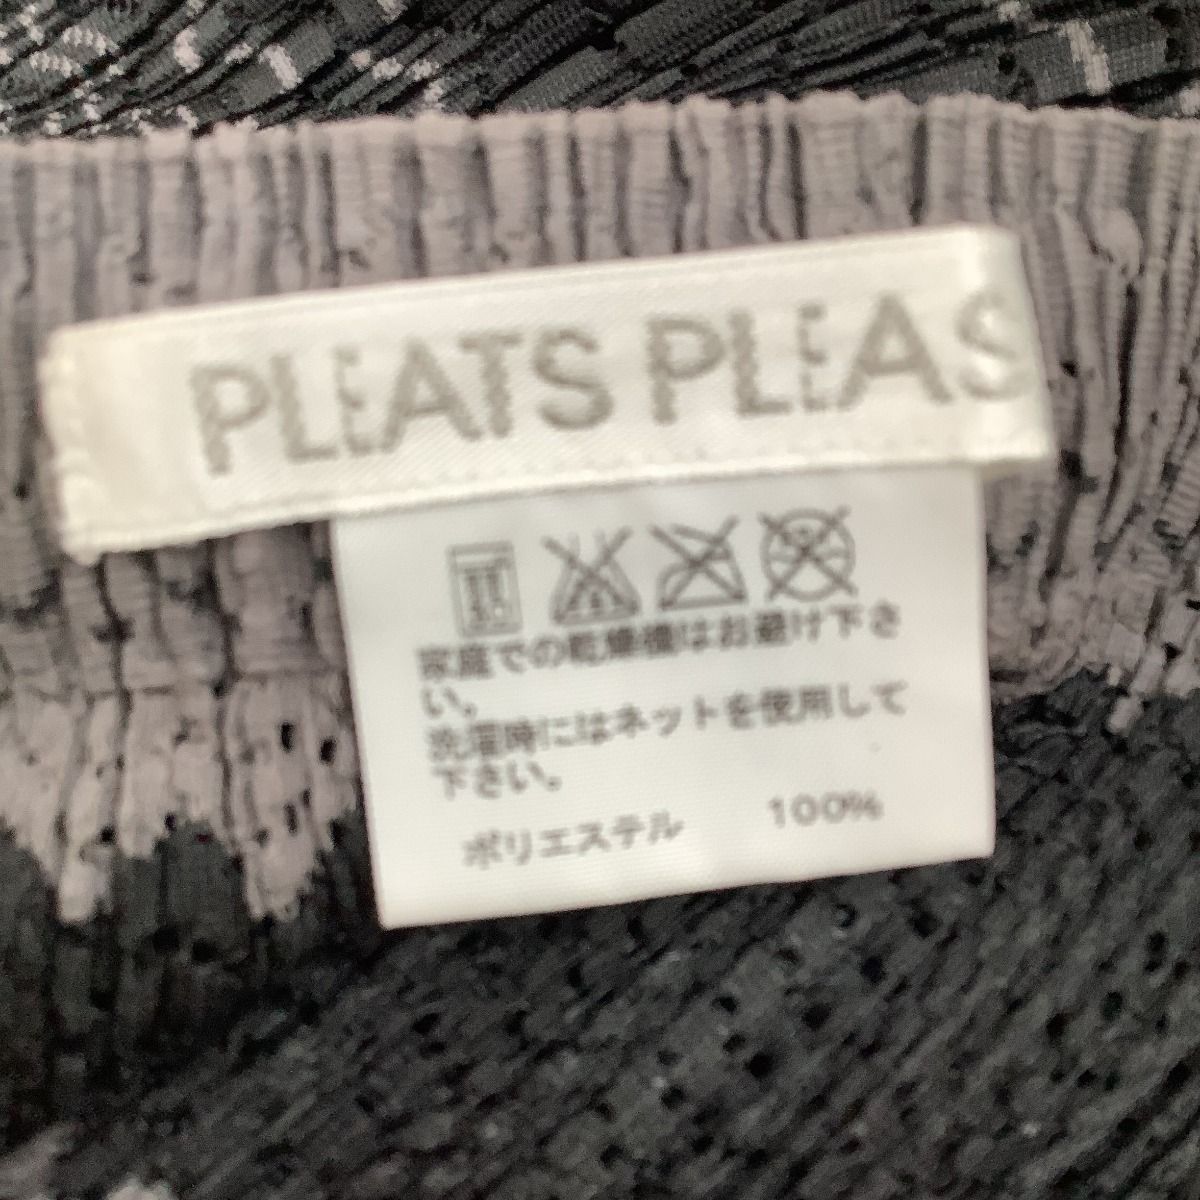 PLEATS PLEAS
家庭での乾燥機はお避け下さ
い。
洗濯時にはネットを使用して
下さい。
ポリエステル 100%